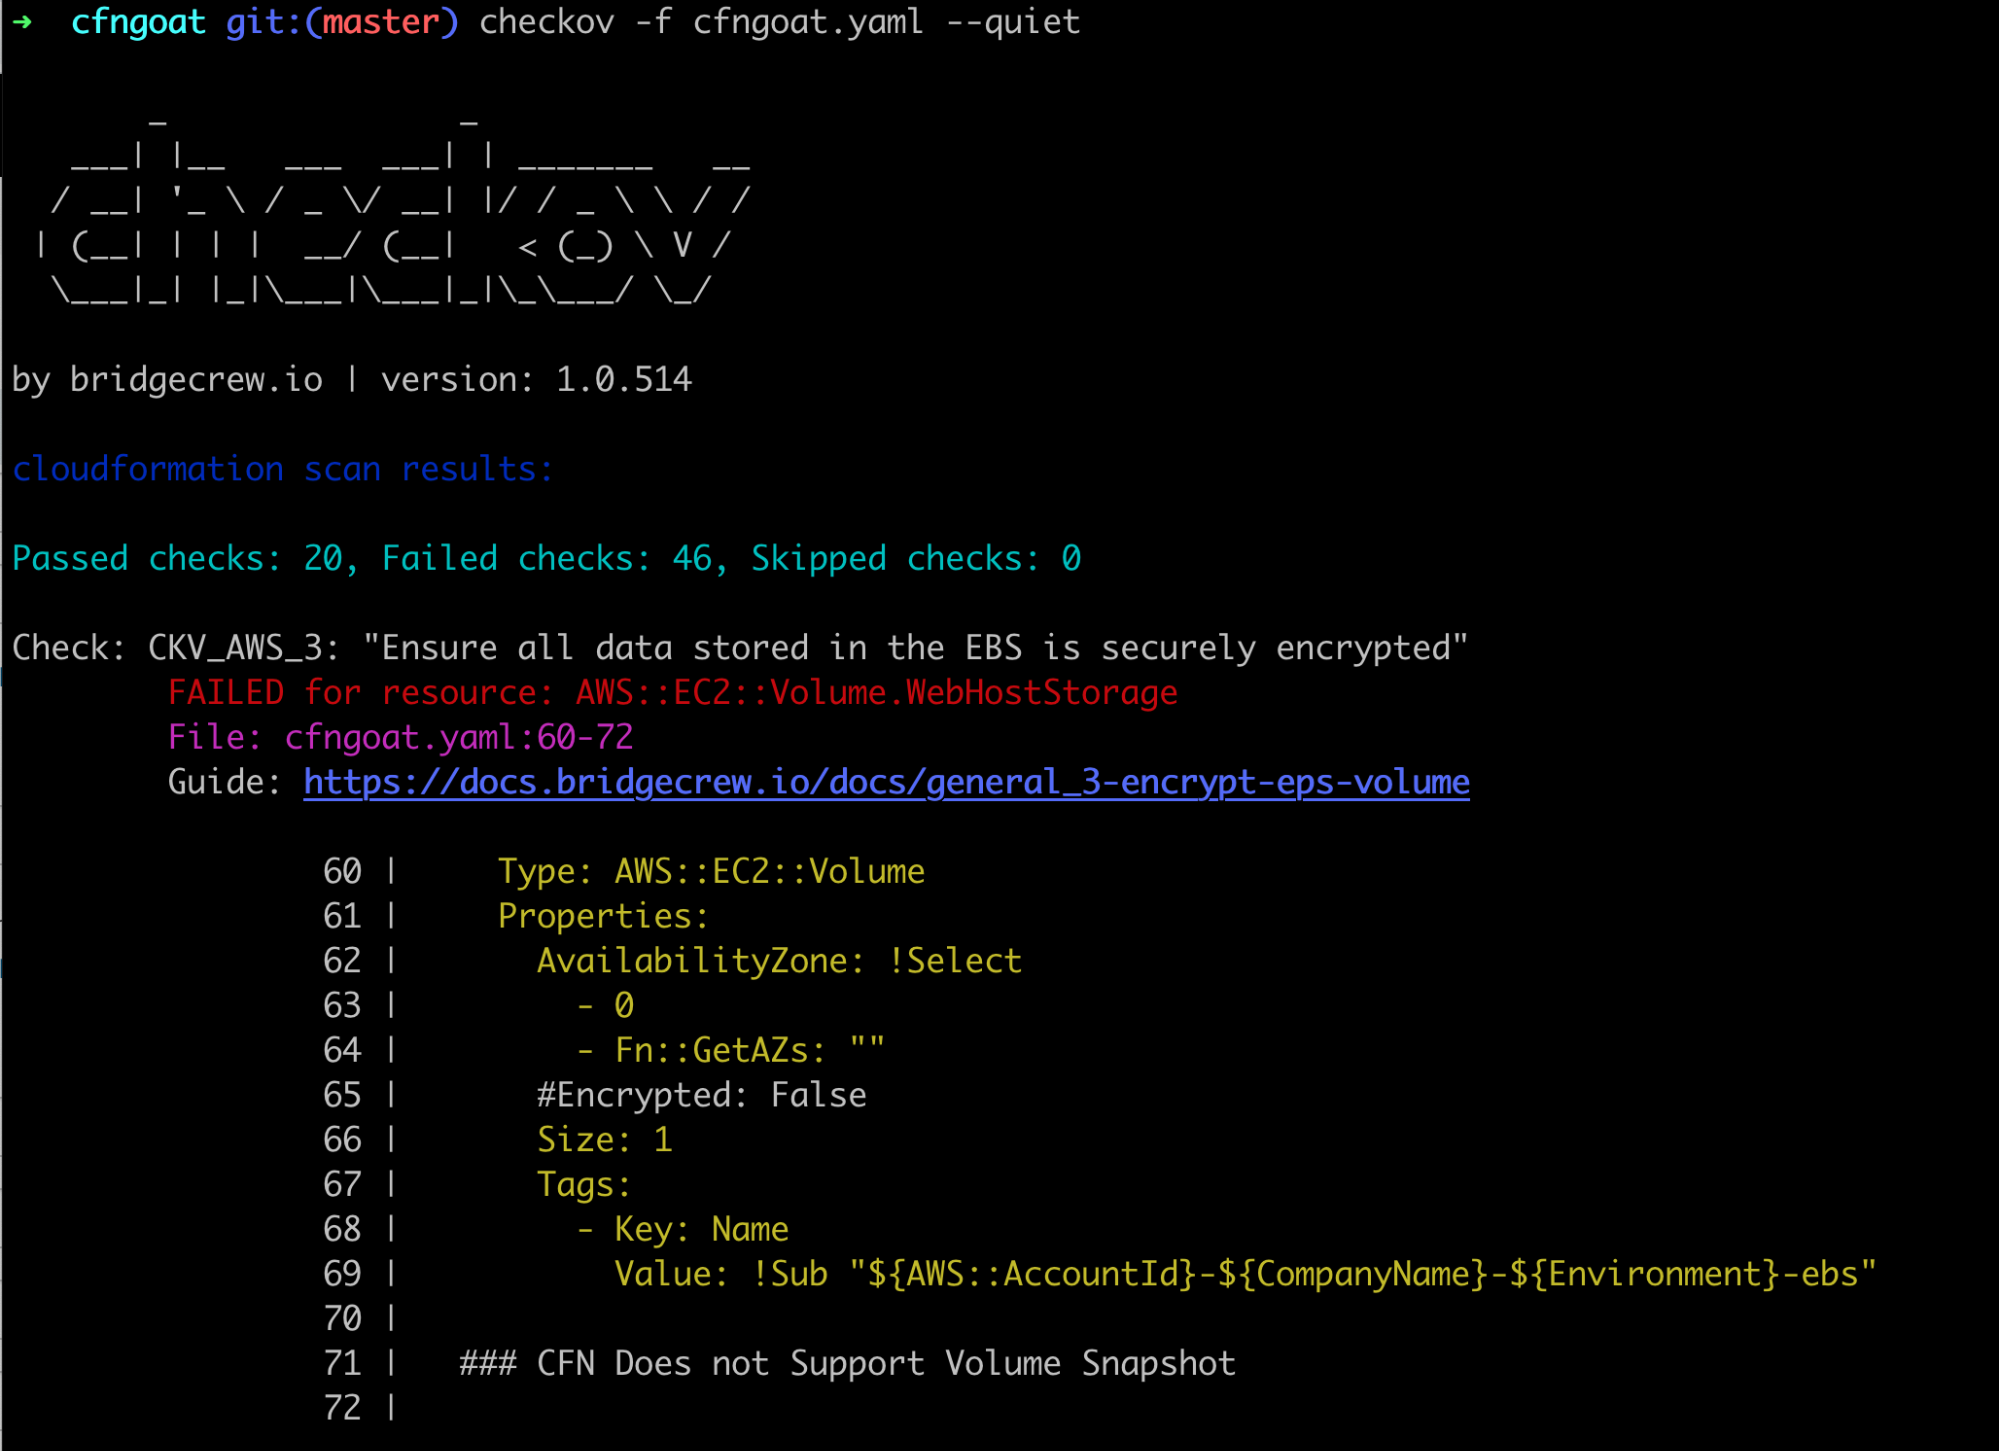 ➜  cfngoat git:(master) checkov -f cfngoat.yaml --quiet
       _               _
   ___| |__   ___  ___| | _______   __
  / __| '_ \ / _ \/ __| |/ / _ \ \ / /
 | (__| | | |  __/ (__|   < (_) \ V /
  \___|_| |_|\___|\___|_|\_\___/ \_/
by bridgecrew.io | version: 1.0.514
cloudformation scan results:
Passed checks: 20, Failed checks: 46, Skipped checks: 0
Check: CKV_AWS_3: "Ensure all data stored in the EBS is securely encrypted"
        FAILED for resource: AWS::EC2::Volume.WebHostStorage
        File: cfngoat.yaml:60-72
        Guide: https://docs.bridgecrew.io/docs/general_3-encrypt-eps-volume
                60 |     Type: AWS::EC2::Volume
                61 |     Properties:
                62 |       AvailabilityZone: !Select
                63 |         - 0
                64 |         - Fn::GetAZs: ""
                65 |       #Encrypted: False
                66 |       Size: 1
                67 |       Tags:
                68 |         - Key: Name
                69 |           Value: !Sub "${AWS::AccountId}-${CompanyName}-${Environment}-ebs"
                70 |
                71 |   ### CFN Does not Support Volume Snapshot
                72 |